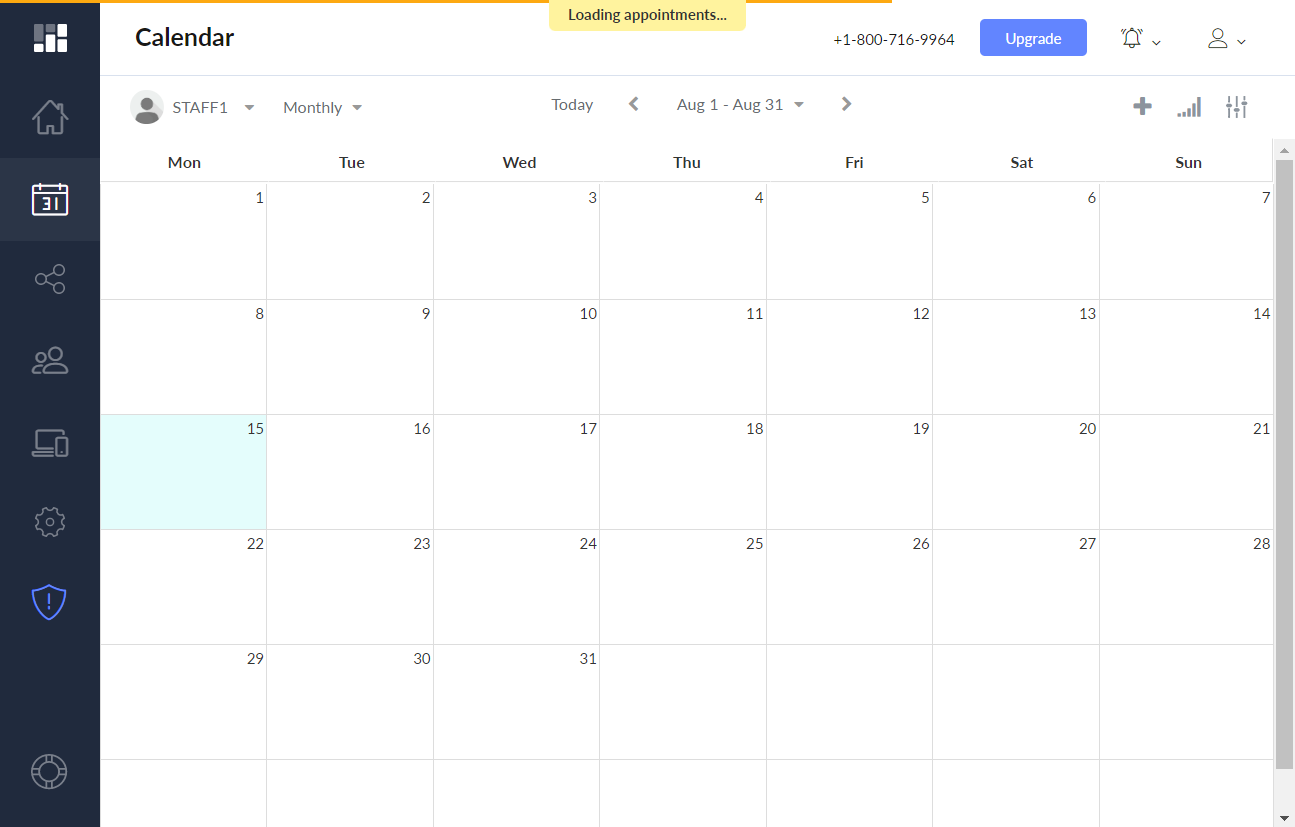 Loading appointments...
Calendar
+1-800-716-9964
Upgrade
STAFF1
Monthly
Today
Aug 1 - Aug 31
Mon Tue Wed Thu Fri Sat Sun
31
1 2 3 4 5 6 7
8 9 10 11 12 13 14
15 16 17 18 19 20 21
22 23 24 25 26 27 28
29 30 31